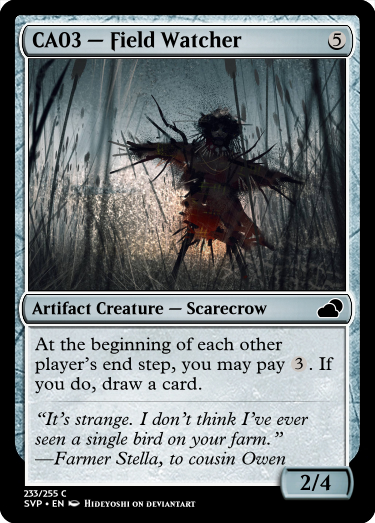 CA03 — Field Watcher 5
Artifact Creature — Scarecrow
At the beginning of each other
player's end step, you may pay 3. If
you do, draw a card.
“It's strange. I don't think I've ever
seen a single bird on your farm.”
—Farmer Stella, to cousin Owen
2/4
233/255 C
SVP • EN Hideyoshi on deviantart